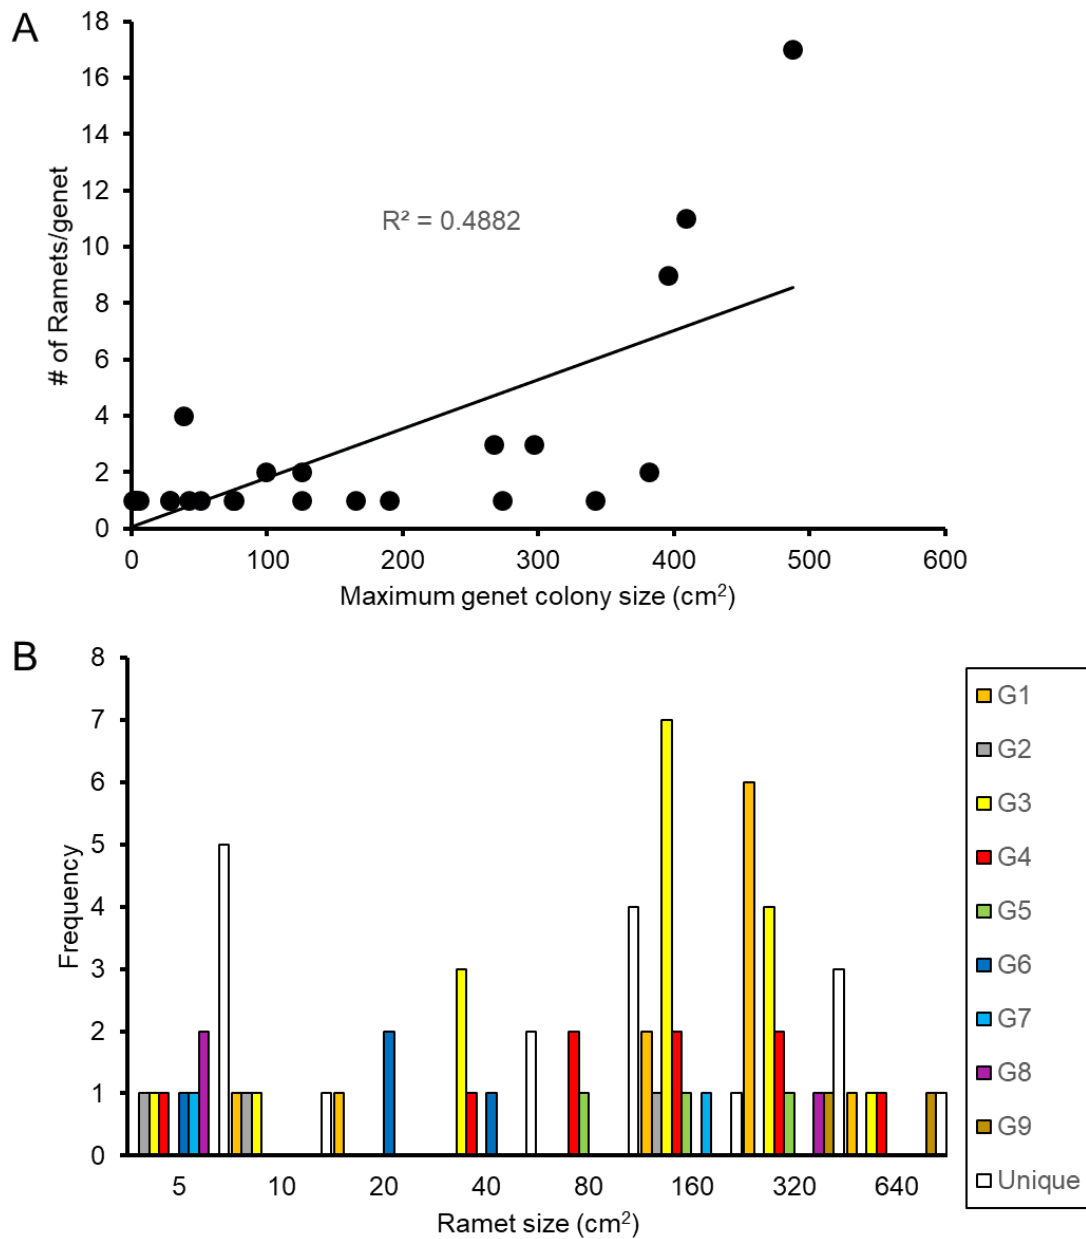 A
18
16
14
12
10
8
6
4
2
0
# of Ramets/genet
R² = 0.4882
0 100 200 300 400 500 600
Maximum genet colony size (cm²)
B
8
7
6
5
4
3
2
1
0
Frequency
5 10 20 40 80 160 320 640
Ramet size (cm²)
G1
G2
G3
G4
G5
G6
G7
G8
G9
Unique